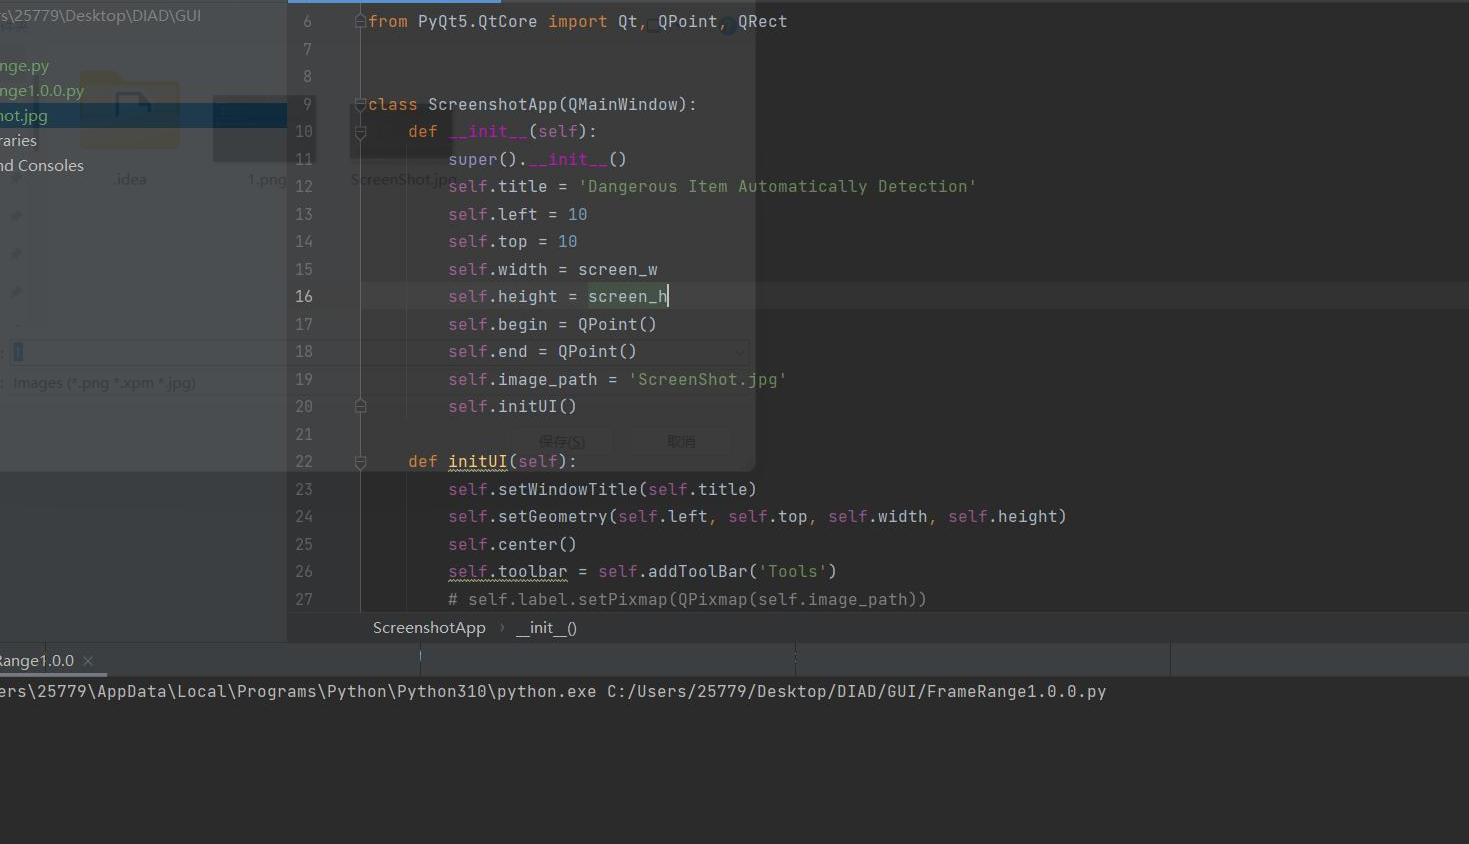 rs\25779\Desktop\DIAD\GUI
nge.py
nge1.0.0.py
hot.jpg
raries
nd Consoles
.idea
1.png
ScreenShot.jpg
Images (*.png *.xpm *.jpg)
保存(S)
取消
6 from PyQt5.QtCore import Qt, QPoint, QRect
7
8
9 class ScreenshotApp(QMainWindow):
10 def __init__(self):
11 super().__init__()
12 self.title = 'Dangerous Item Automatically Detection'
13 self.left = 10
14 self.top = 10
15 self.width = screen_w
16 self.height = screen_h
17 self.begin = QPoint()
18 self.end = QPoint()
19 self.image_path = 'ScreenShot.jpg'
20 self.initUI()
21
22 def initUI(self):
23 self.setWindowTitle(self.title)
24 self.setGeometry(self.left, self.top, self.width, self.height)
25 self.center()
26 self.toolbar = self.addToolBar('Tools')
27 # self.label.setPixmap(QPixmap(self.image_path))
ScreenshotApp › __init__()
Range1.0.0 ×
ers\25779\AppData\Local\Programs\Python\Python310\python.exe C:/Users/25779/Desktop/DIAD/GUI/FrameRange1.0.0.py